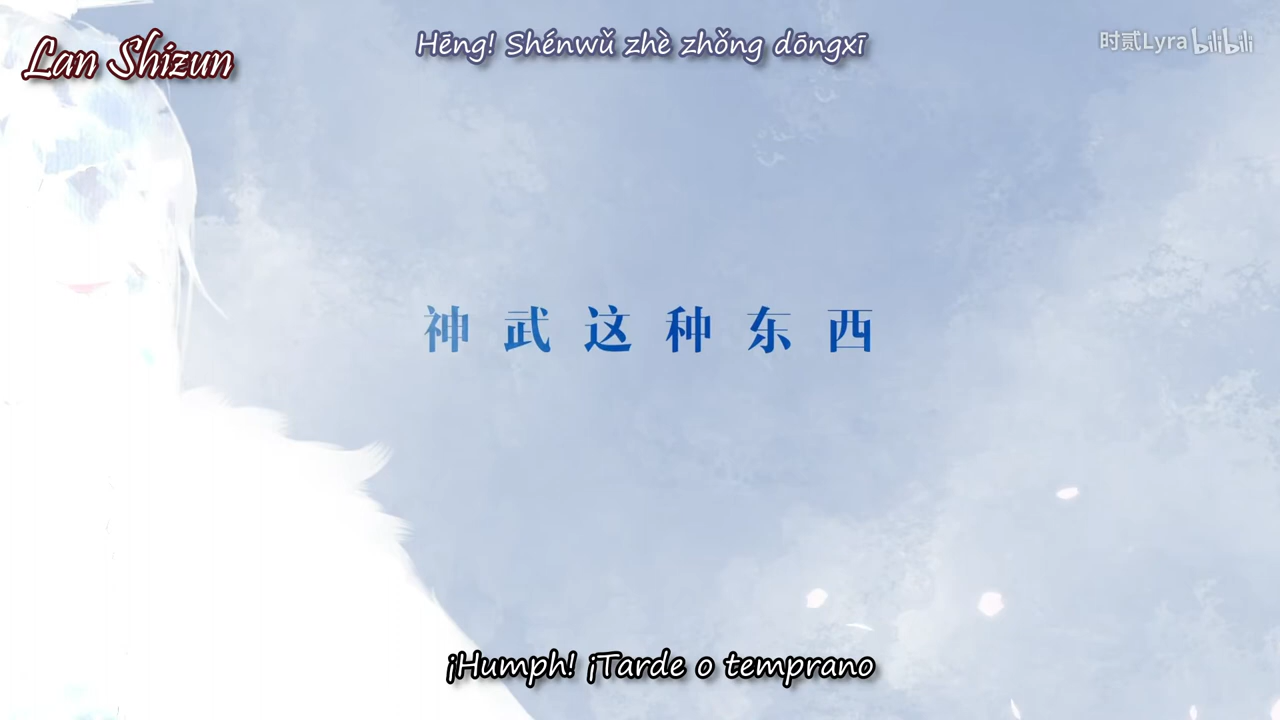 Lan Shizun
Hēng! Shénwǔ zhè zhǒng dōngxī
时贰Lyra bilibili
神武这种东西
¡Humph! ¡Tarde o temprano